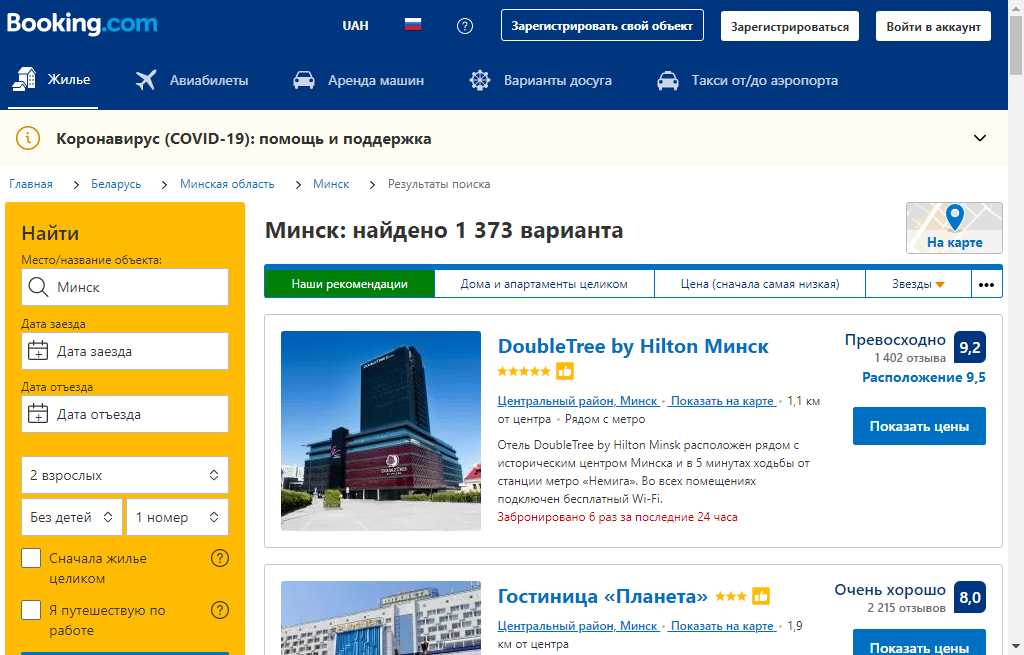 Booking.com
UAH
Зарегистрировать свой объект
Зарегистрироваться
Войти в аккаунт
Жилье
Авиабилеты
Аренда машин
Варианты досуга
Такси от/до аэропорта
Коронавирус (COVID-19): помощь и поддержка
Главная
Беларусь
Минская область
Минск
Результаты поиска
Найти
Место/название объекта:
Минск
Дата заезда
Дата заезда
Дата отъезда
Дата отъезда
2 взрослых
Без детей
1 номер
Сначала жилье
целиком
Я путешествую по
работе
Минск: найдено 1 373 варианта
На карте
Наши рекомендации
Дома и апартаменты целиком
Цена (сначала самая низкая)
Звезды
DoubleTree by Hilton Минск
Превосходно
1 402 отзыва
9,2
Расположение 9,5
Показать цены
Центральный район, Минск • Показать на карте • 1,1 км
от центра • Рядом с метро
Отель DoubleTree by Hilton Minsk расположен рядом с
историческим центром Минска и в 5 минутах ходьбы от
станции метро «Немига». Во всех помещениях
подключен бесплатный Wi-Fi.
Забронировано 6 раз за последние 24 часа
DOUBLETREE
Гостиница «Планета»
Очень хорошо
2 215 отзывов
8,0
Центральный район, Минск • Показать на карте • 1,9
км от центра
Показать цены
ПЛАНЕТА